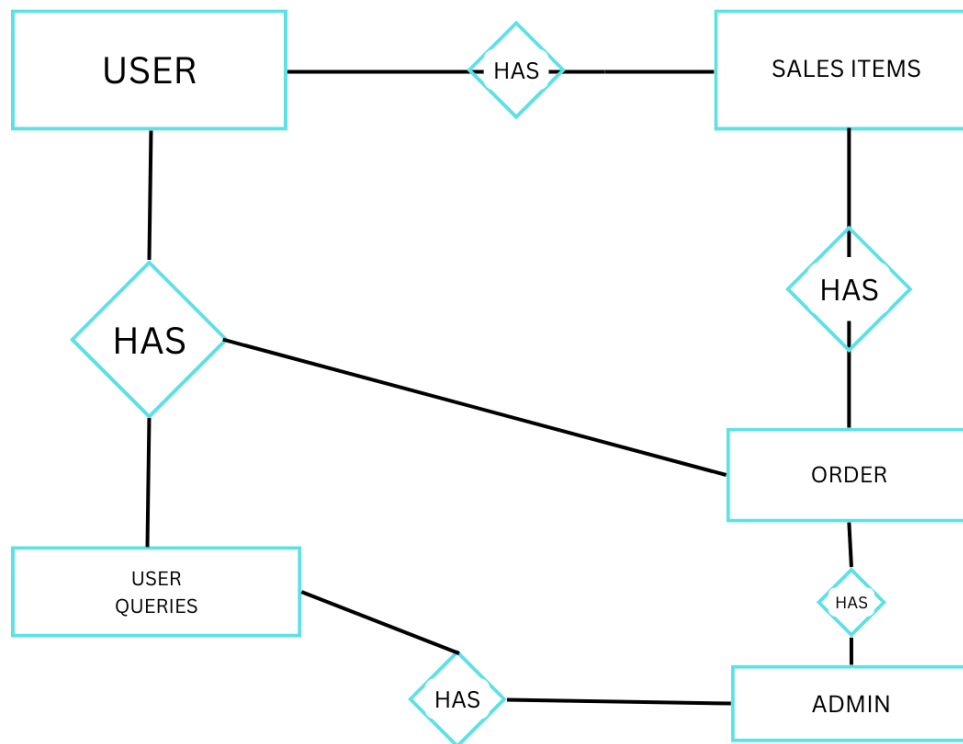 USER
HAS
SALES ITEMS
HAS
HAS
ORDER
USER
QUERIES
HAS
HAS
ADMIN